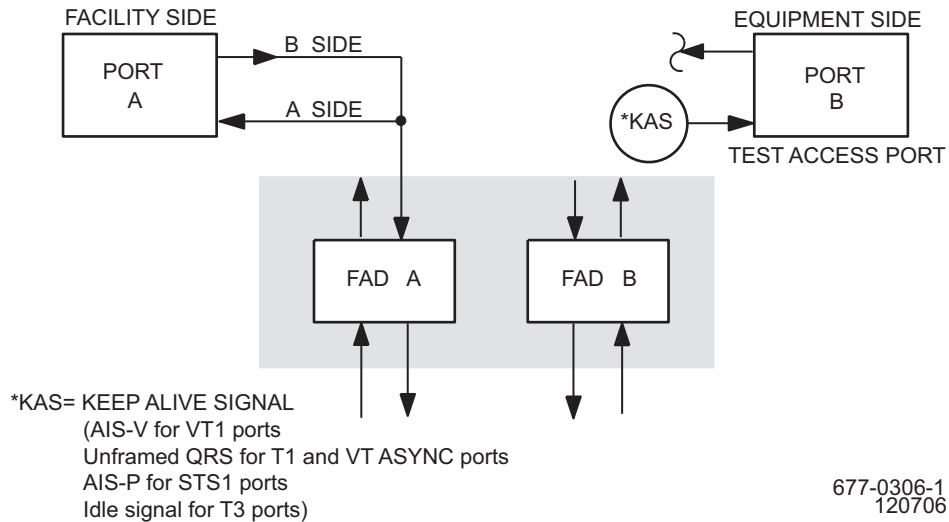 FACILITY SIDE
PORT
A
B SIDE
A SIDE
EQUIPMENT SIDE
PORT
B
*KAS
TEST ACCESS PORT
FAD A
FAD B
*KAS= KEEP ALIVE SIGNAL
(AIS-V for VT1 ports
Unframed QRS for T1 and VT ASYNC ports
AIS-P for STS1 ports
Idle signal for T3 ports)
677-0306-1
120706